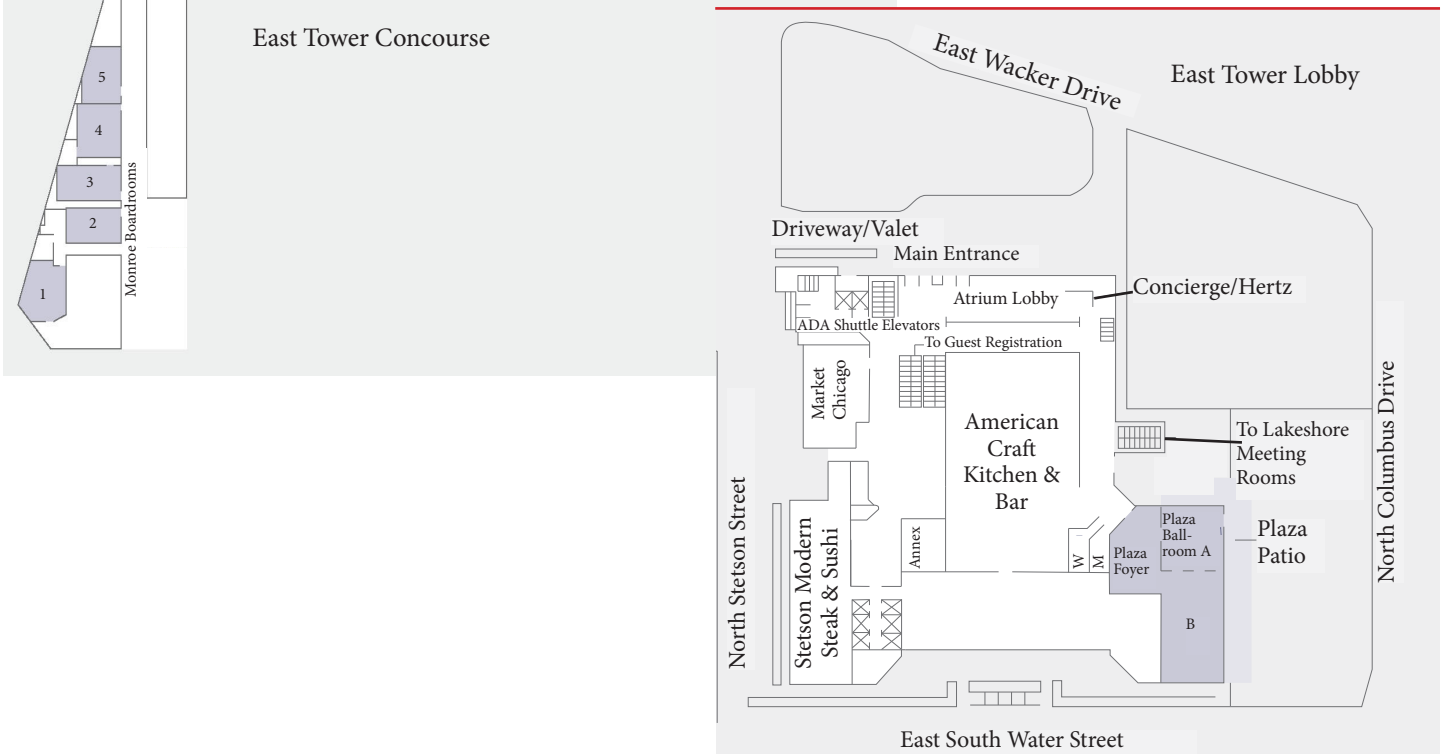 East Tower Concourse
5
4
3
2
1
Monroe Boardrooms
East Wacker Drive
East Tower Lobby
Driveway/Valet
Main Entrance
Atrium Lobby
Concierge/Hertz
ADA Shuttle Elevators
To Guest Registration
Market
Chicago
American
Craft
Kitchen &
Bar
To Lakeshore
Meeting
Rooms
North Columbus Drive
North Stetson Street
Stetson Modern
Steak & Sushi
Annex
W
M
Plaza
Foyer
Plaza
Ball-
room A
B
Plaza
Patio
East South Water Street